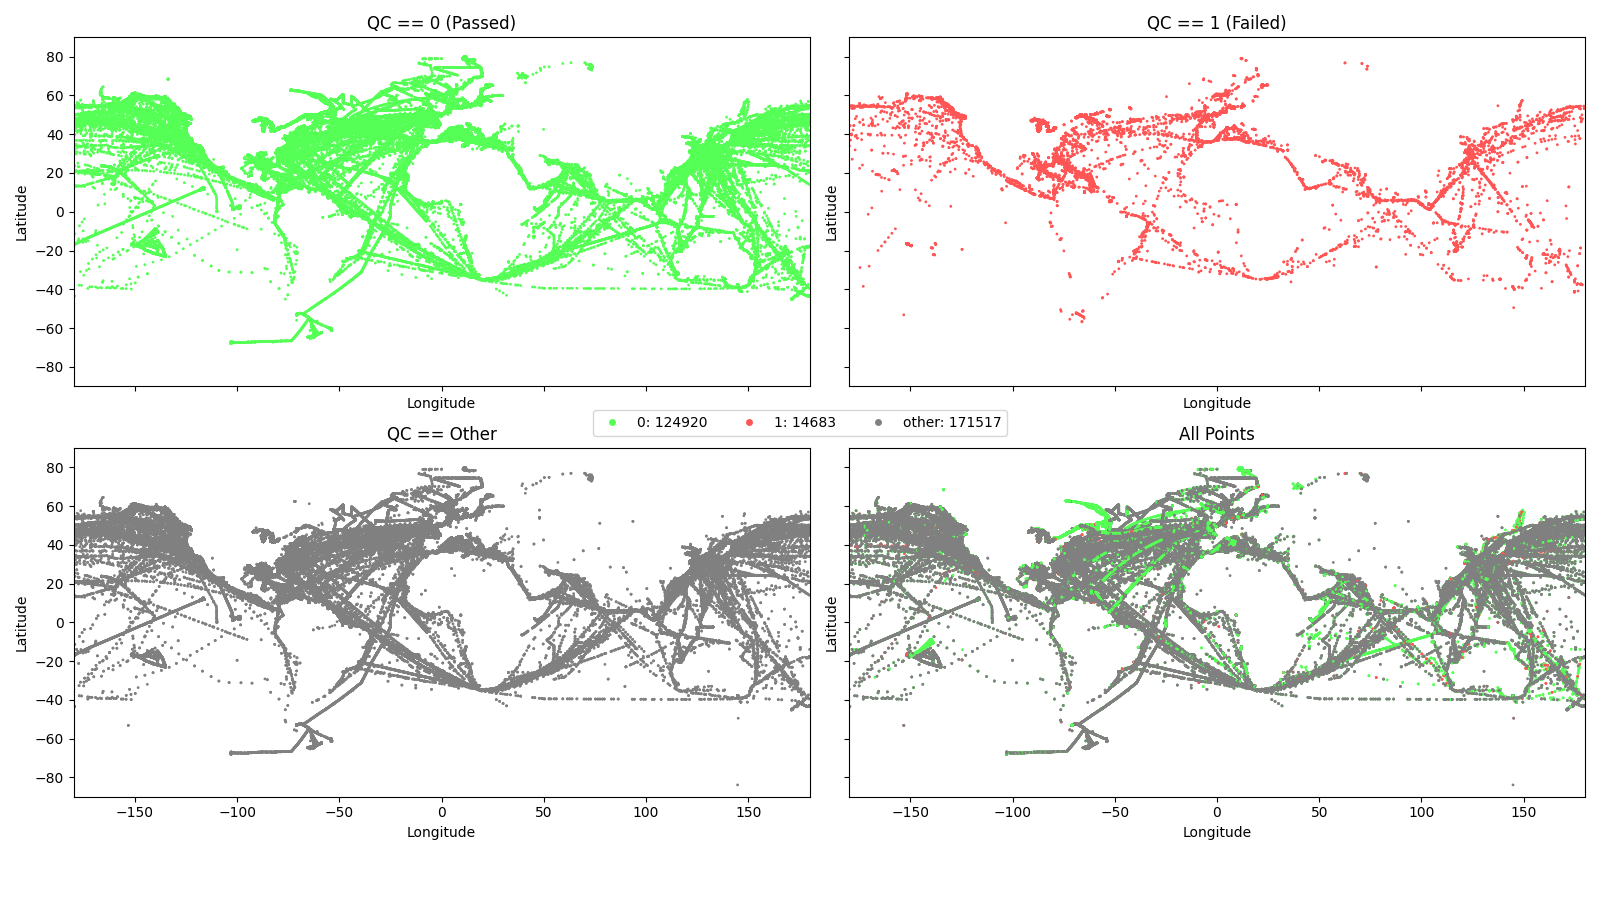 QC == 0 (Passed)
QC == 1 (Failed)
80
60
40
20
0
−20
−40
−60
−80
Latitude
Latitude
Longitude
Longitude
0: 124920
1: 14683
other: 171517
QC == Other
All Points
80
60
40
20
0
−20
−40
−60
−80
Latitude
Latitude
−150
−100
−50
0
50
100
150
−150
−100
−50
0
50
100
150
Longitude
Longitude